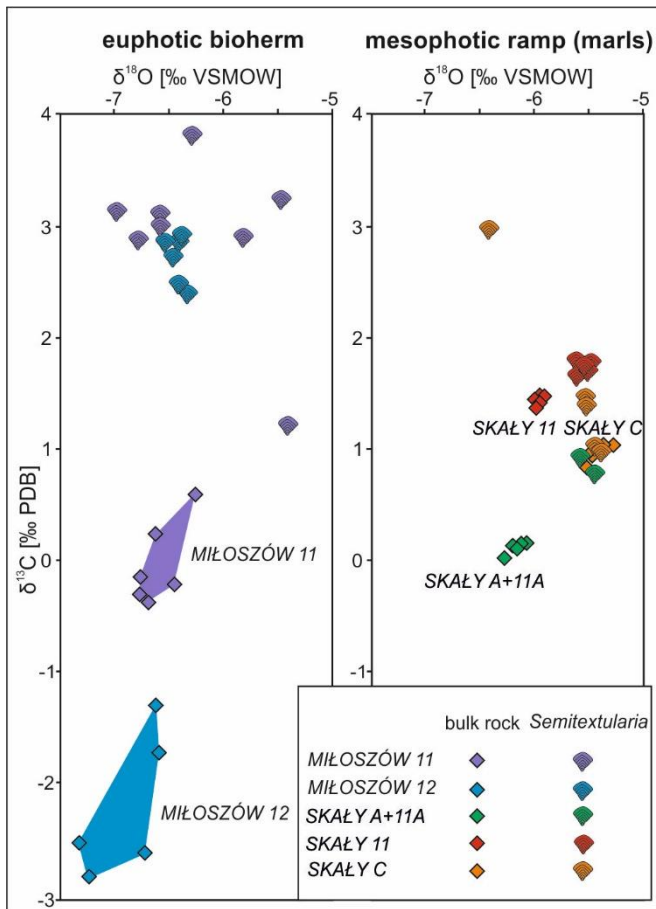 euphotic bioherm
mesophotic ramp (marls)
δ¹⁸O [‰ VSMOW]
δ¹⁸O [‰ VSMOW]
-7 -6 -5
-7 -6 -5
4
4
3
3
2
2
SKAŁY 11 SKAŁY C
1
1
δ¹³C [‰ PDB]
MIŁOSZÓW 11
0
0
SKAŁY A+11A
-1
-1
bulk rock Semitextularia
MIŁOSZÓW 11
MIŁOSZÓW 12
SKAŁY A+11A
SKAŁY 11
SKAŁY C
-2
MIŁOSZÓW 12
-3